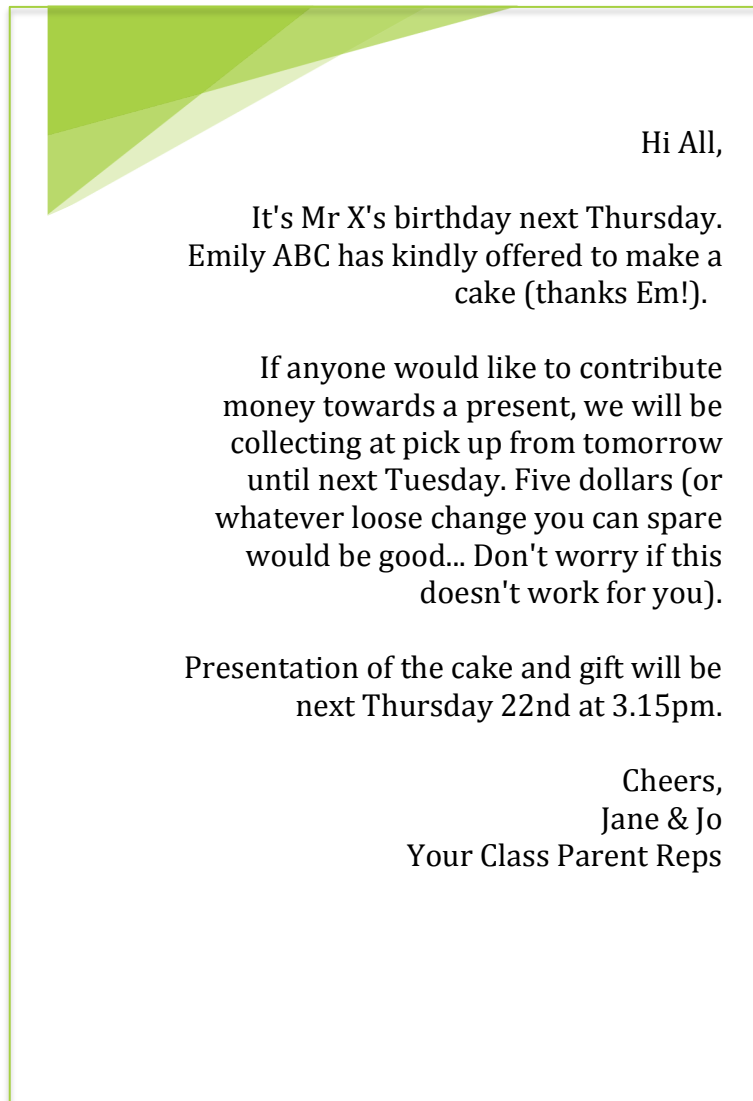 Hi All,
It's Mr X's birthday next Thursday.
Emily ABC has kindly offered to make a
cake (thanks Em!).
If anyone would like to contribute
money towards a present, we will be
collecting at pick up from tomorrow
until next Tuesday. Five dollars (or
whatever loose change you can spare
would be good... Don't worry if this
doesn't work for you).
Presentation of the cake and gift will be
next Thursday 22nd at 3.15pm.
Cheers,
Jane & Jo
Your Class Parent Reps